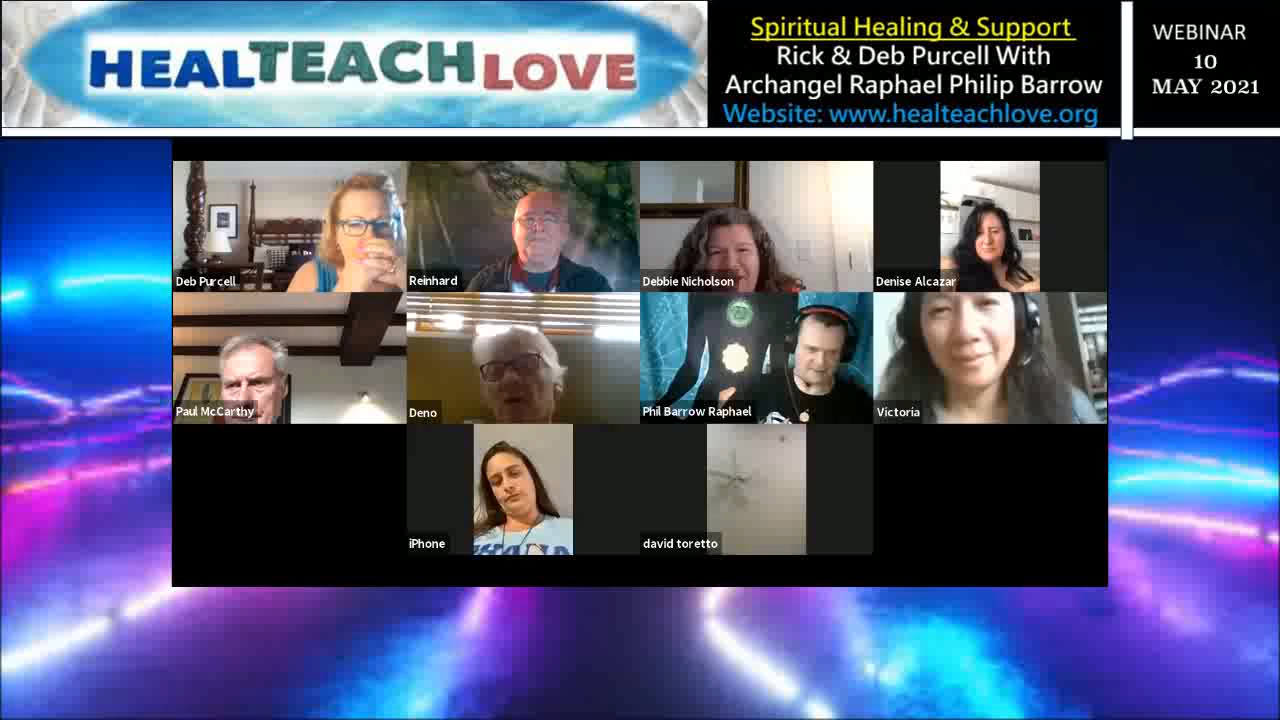 HEALTEACHLOVE
Spiritual Healing & Support
Rick & Deb Purcell With
Archangel Raphael Philip Barrow
Website: www.healteachlove.org
WEBINAR
10
MAY 2021
Deb Purcell
Reinhard
Debbie Nicholson
Denise Alcazar
Paul McCarthy
Deno
Phil Barrow Raphael
Victoria
iPhone
david toretto